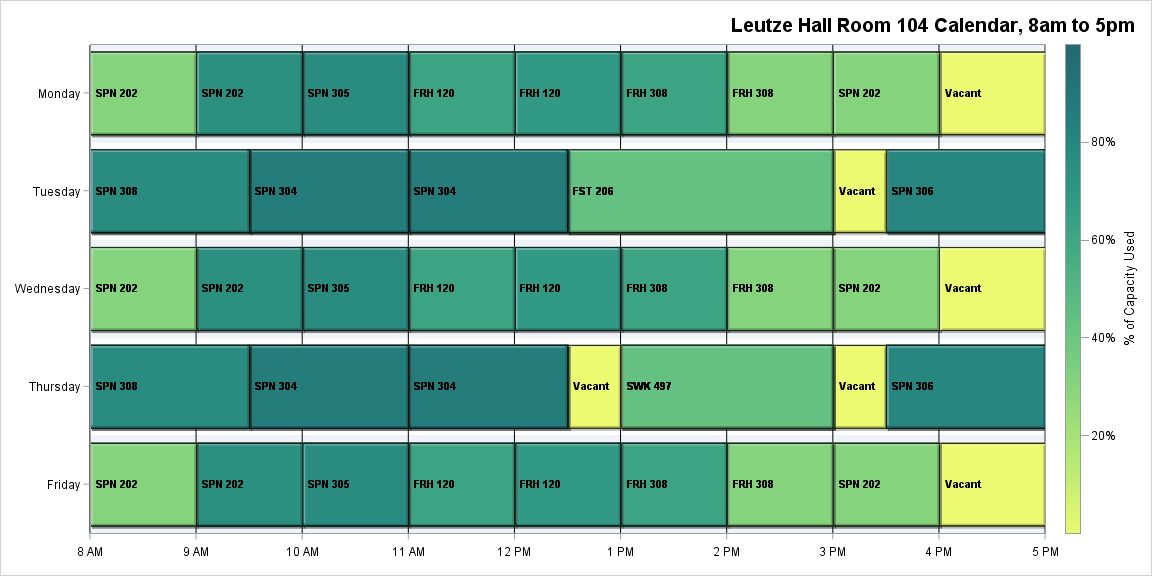 Leutze Hall Room 104 Calendar, 8am to 5pm
Monday
SPN 202
SPN 202
SPN 305
FRH 120
FRH 120
FRH 308
FRH 308
SPN 202
Vacant
Tuesday
SPN 308
SPN 304
SPN 304
FST 206
Vacant
SPN 306
Wednesday
SPN 202
SPN 202
SPN 305
FRH 120
FRH 120
FRH 308
FRH 308
SPN 202
Vacant
Thursday
SPN 308
SPN 304
SPN 304
Vacant
SWK 497
Vacant
SPN 306
Friday
SPN 202
SPN 202
SPN 305
FRH 120
FRH 120
FRH 308
FRH 308
SPN 202
Vacant
8 AM
9 AM
10 AM
11 AM
12 PM
1 PM
2 PM
3 PM
4 PM
5 PM
80%
60%
40%
20%
% of Capacity Used